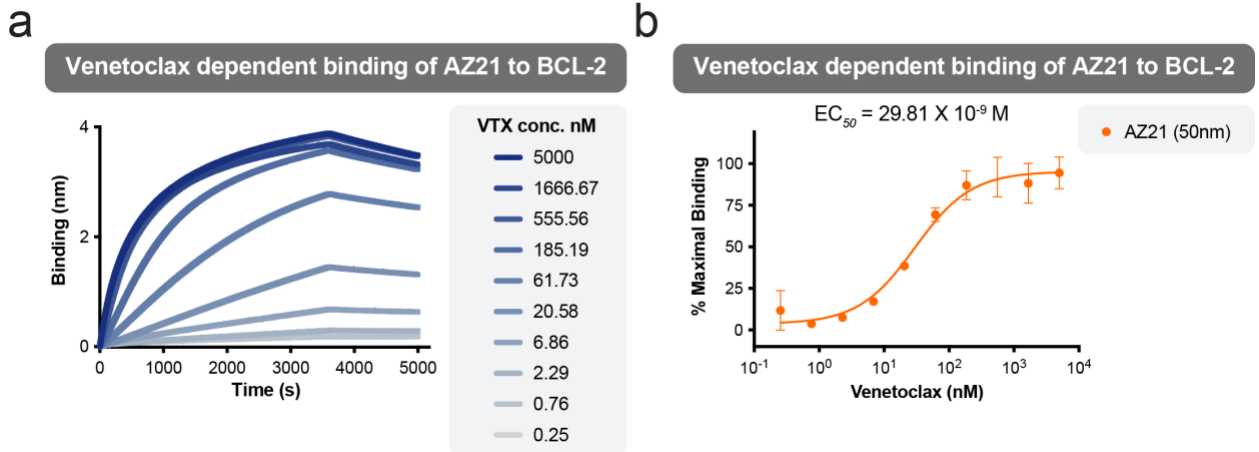 a
Venetoclax dependent binding of AZ21 to BCL-2
4
2
0
Binding (nm)
0 1000 2000 3000 4000 5000
Time (s)
VTX conc. nM
5000
1666.67
555.56
185.19
61.73
20.58
6.86
2.29
0.76
0.25
b
Venetoclax dependent binding of AZ21 to BCL-2
EC50 = 29.81 X 10-9 M
AZ21 (50nm)
100
75
50
25
0
% Maximal Binding
10-1 100 101 102 103 104
Venetoclax (nM)